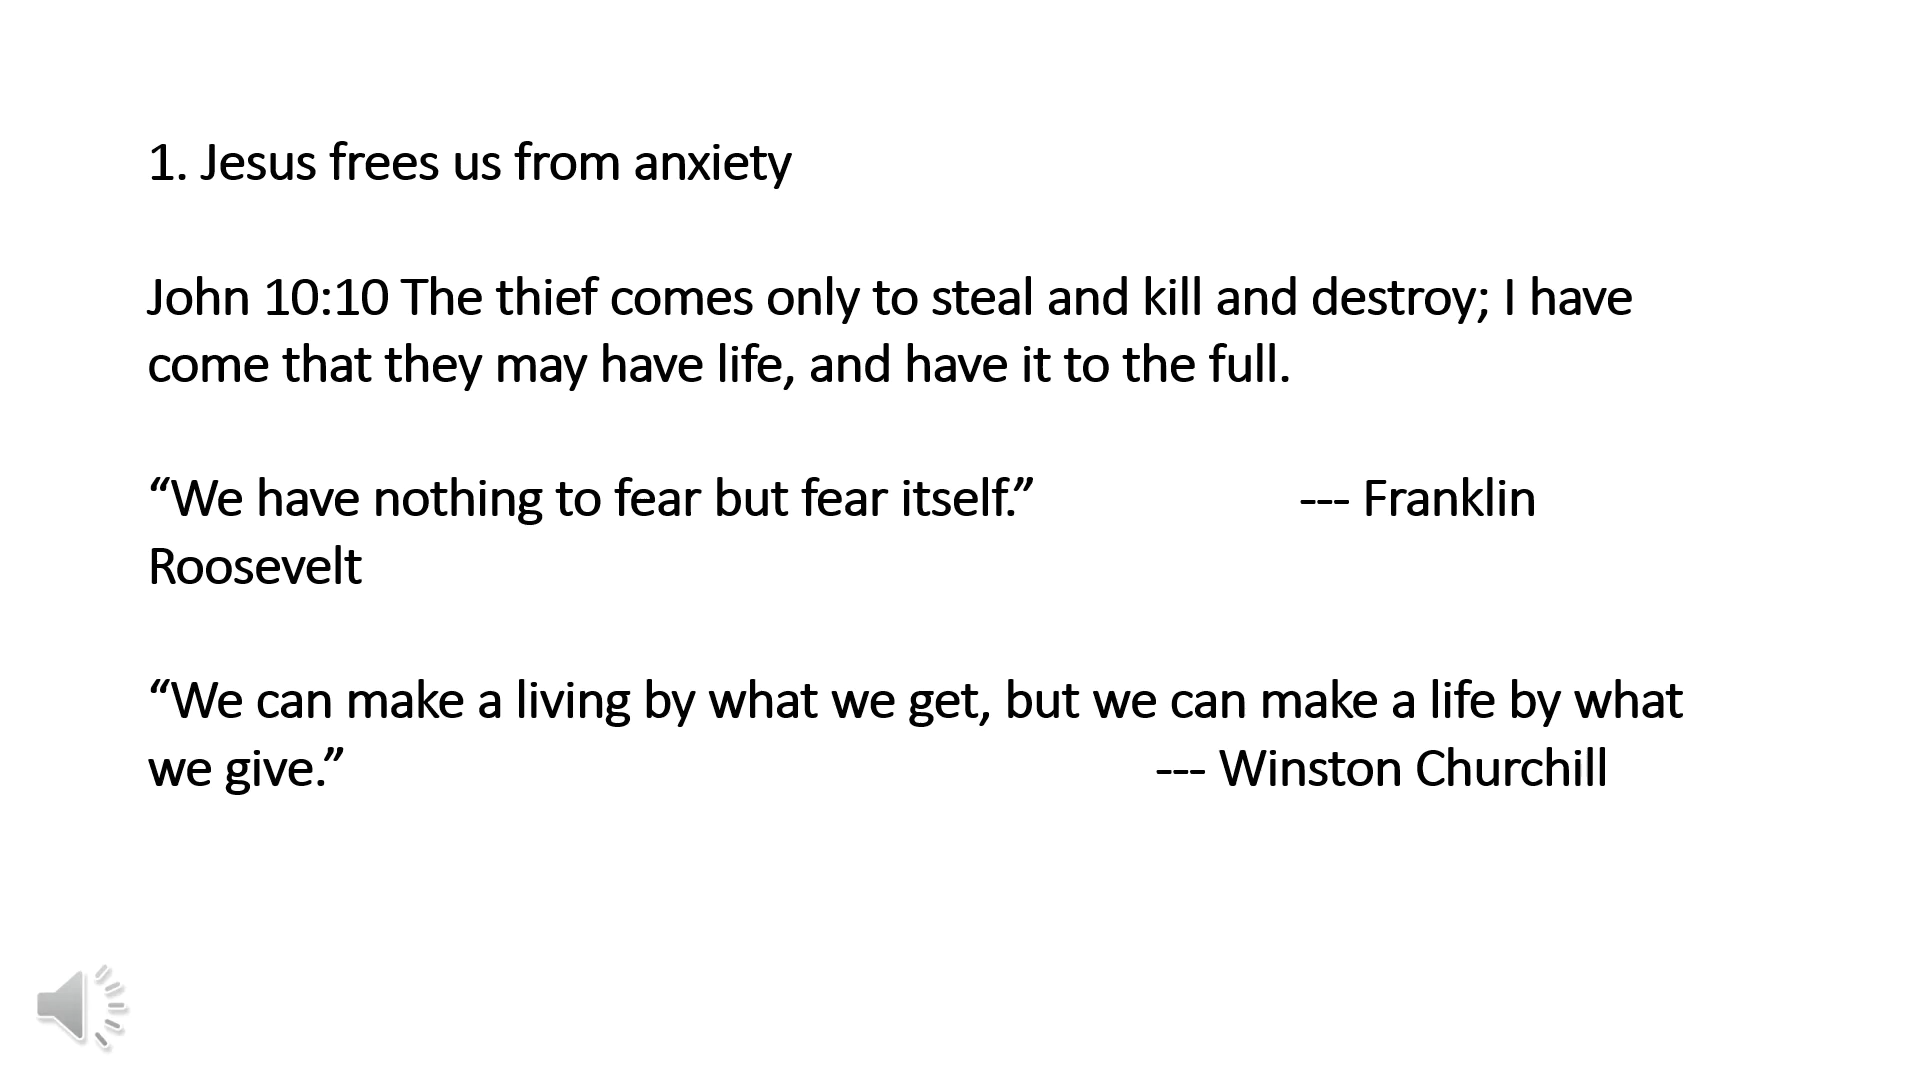 1. Jesus frees us from anxiety
John 10:10 The thief comes only to steal and kill and destroy; I have
come that they may have life, and have it to the full.
“We have nothing to fear but fear itself.” --- Franklin
Roosevelt
“We can make a living by what we get, but we can make a life by what
we give.” --- Winston Churchill